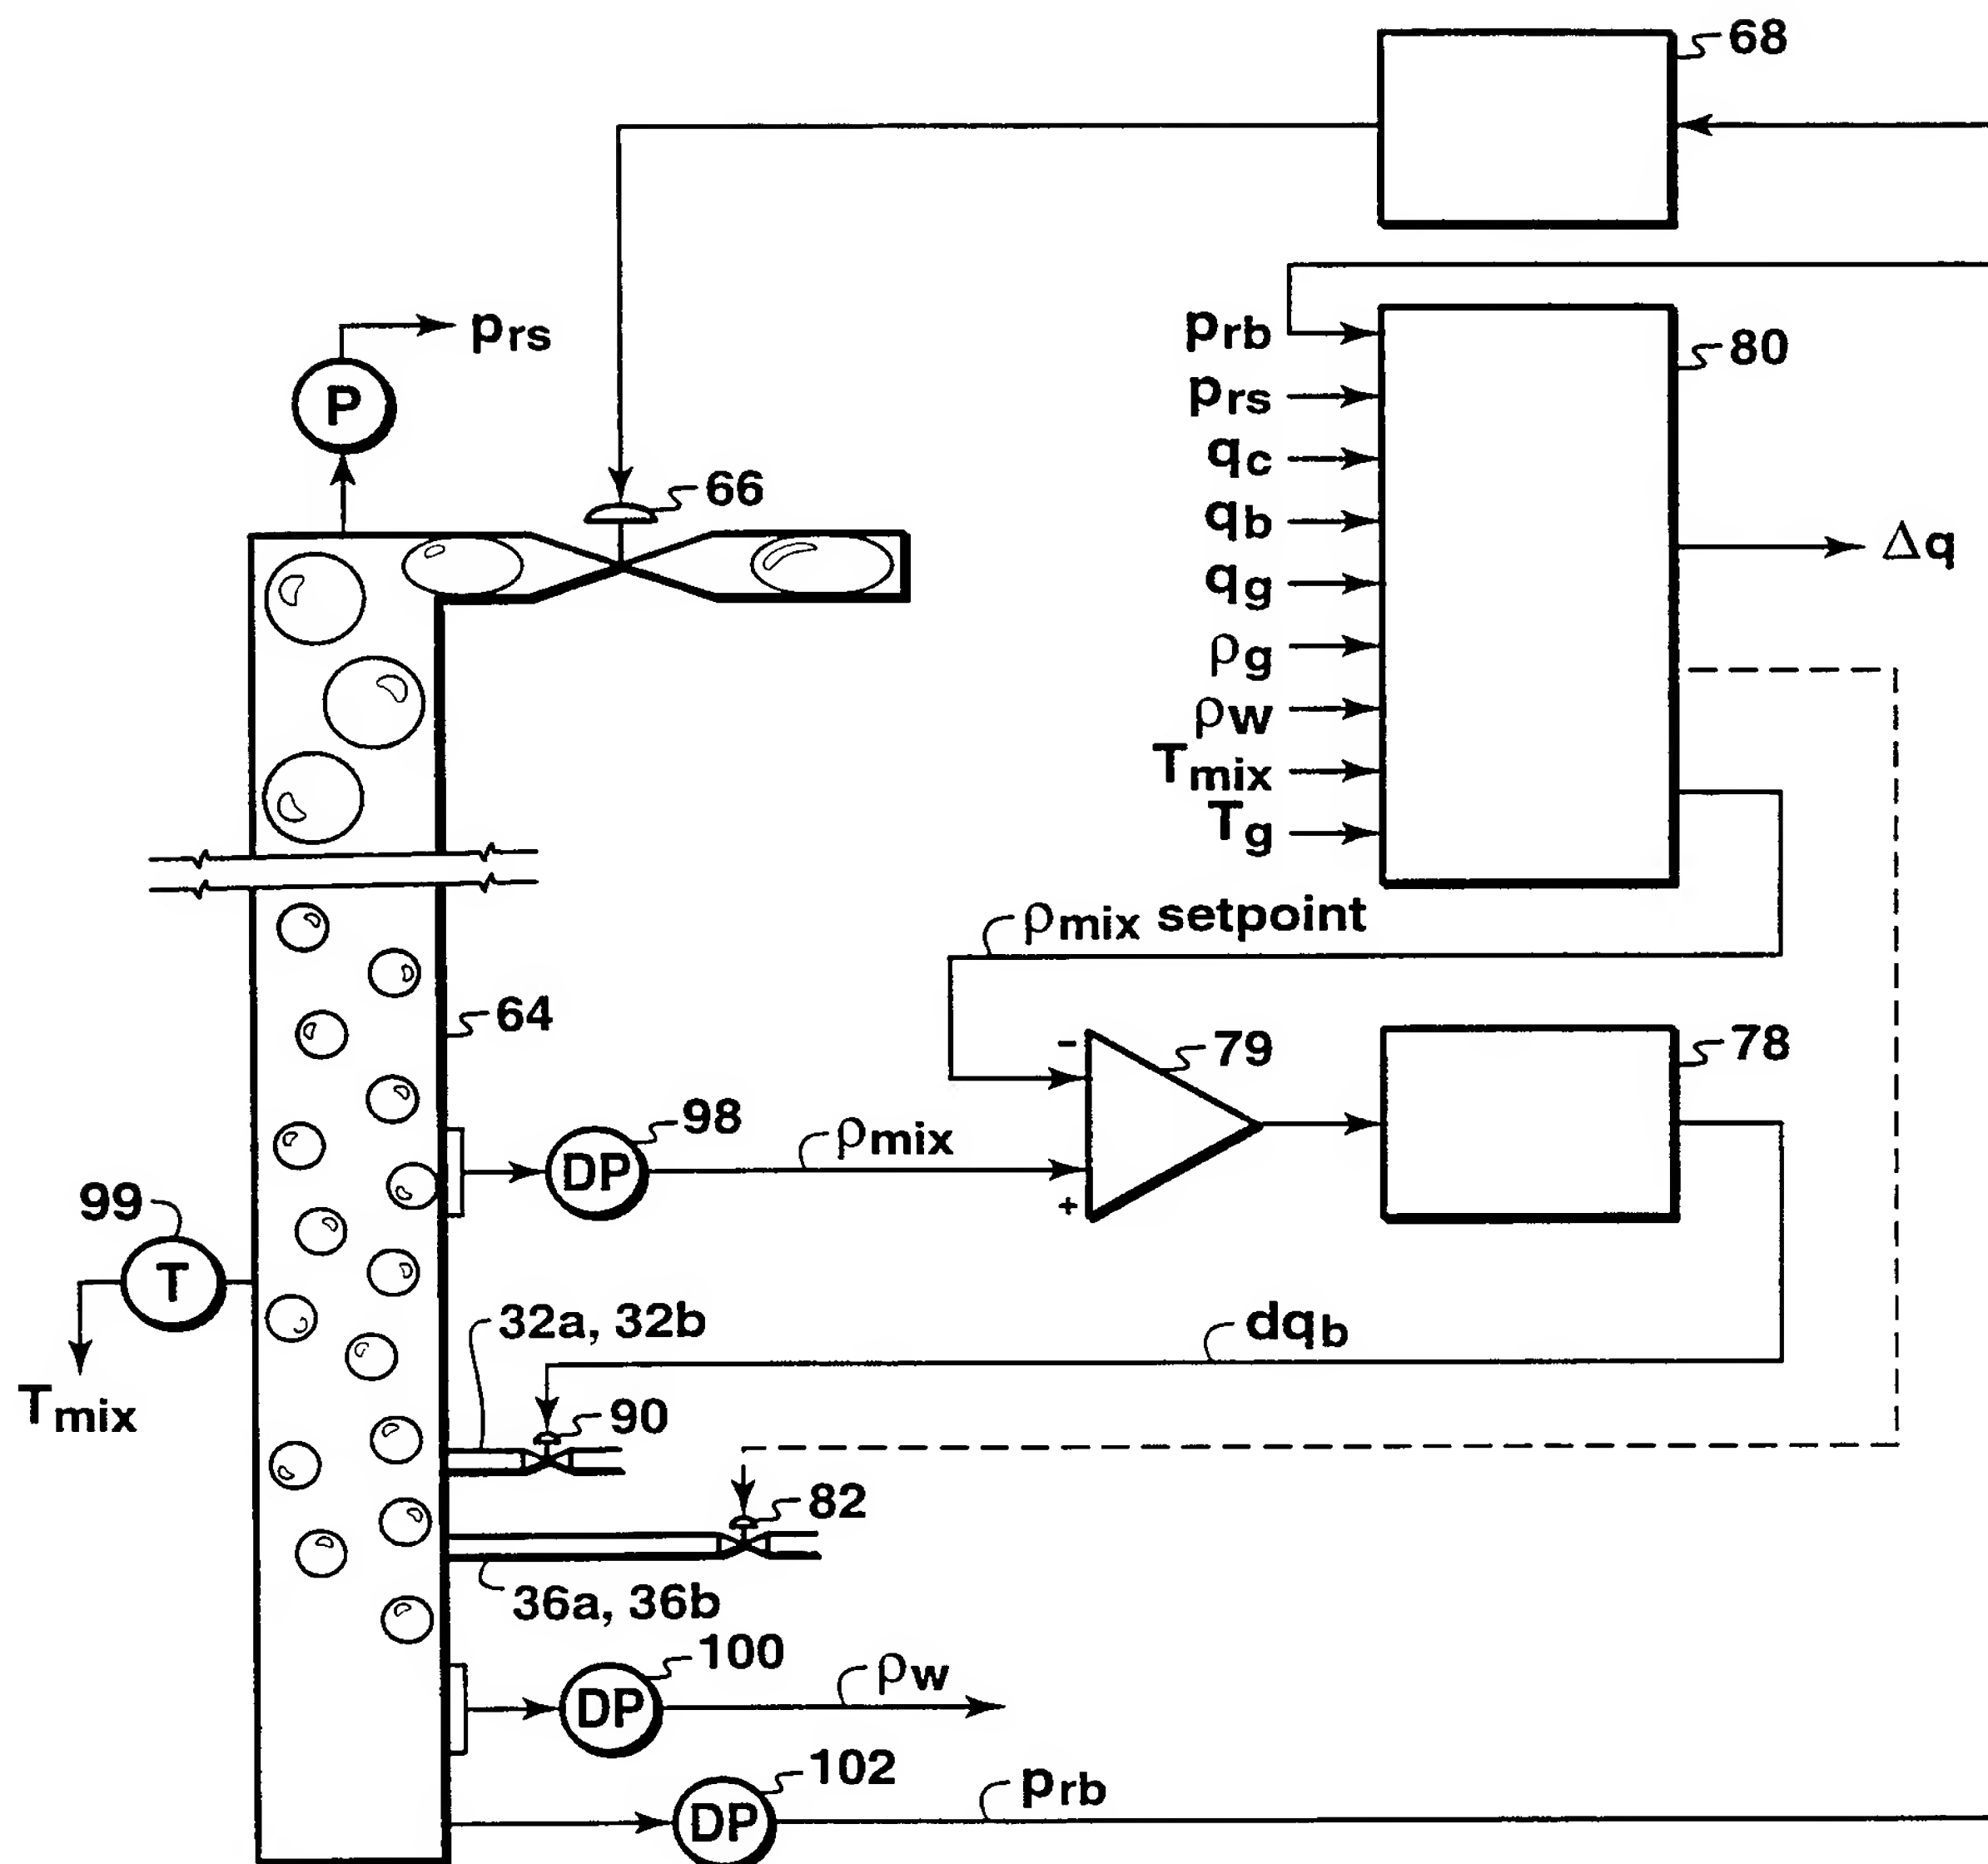 68
prs
P
66
prb
prs
qc
qb
qg
ρg
ρw
Tmix
Tg
80
Δq
ρmix setpoint
64
-
79
78
98
DP
ρmix
+
99
T
Tmix
32a, 32b
dqb
90
82
36a, 36b
100
DP
ρw
102
DP
prb